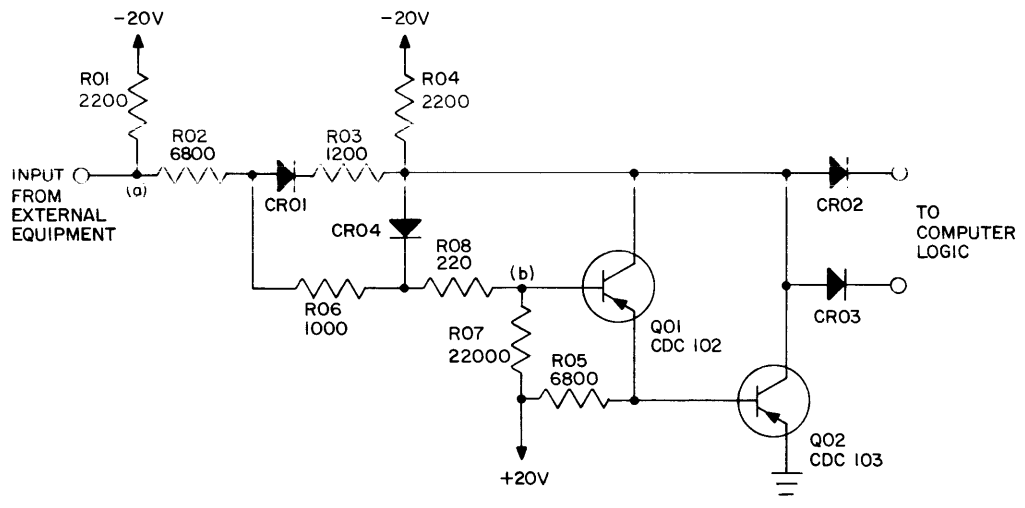 -20V
-20V
R01
2200
R04
2200
R02
6800
R03
1200
INPUT
FROM
EXTERNAL
EQUIPMENT
(a)
CR01
CR02
TO
COMPUTER
LOGIC
CR04
R08
220
(b)
R06
1000
CR03
R07
22000
Q01
CDC 102
R05
6800
Q02
CDC 103
+20V